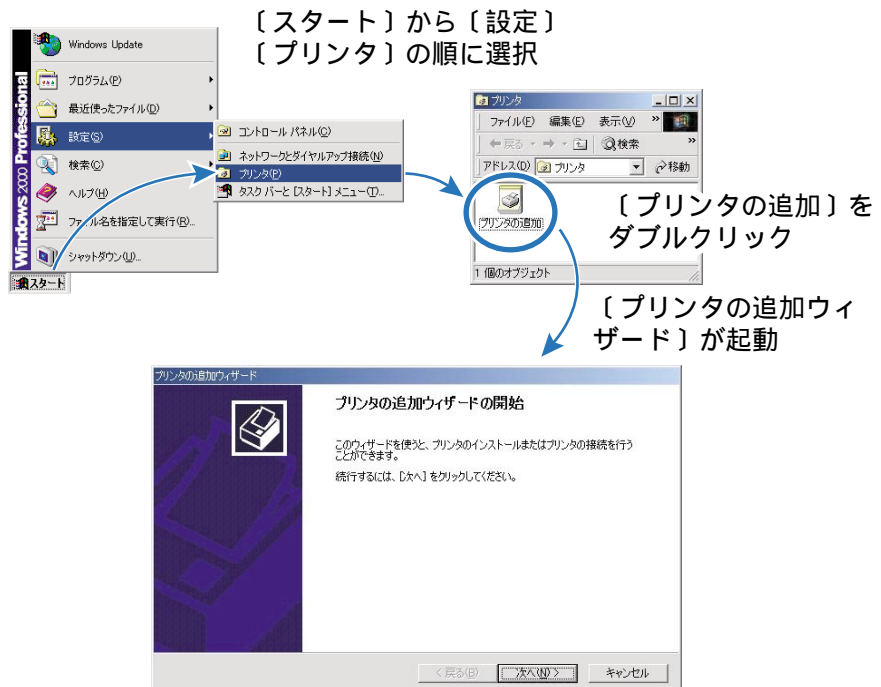 〔スタート〕から〔設定〕
〔プリンタ〕の順に選択
Windows 2000 Professional
Windows Update
プログラム(P)
最近使ったファイル(D)
設定(S)
検索(C)
ヘルプ(H)
ファイル名を指定して実行(R)...
シャットダウン(U)...
スタート
コントロール パネル(C)
ネットワークとダイヤルアップ接続(N)
プリンタ(P)
タスク バーと [スタート] メニュー(T)...
プリンタ
ファイル(F) 編集(E) 表示(V) »
戻る 検索 »
アドレス(D) プリンタ 移動
プリンタの追加
1 個のオブジェクト
〔プリンタの追加〕を
ダブルクリック
〔プリンタの追加ウィ
ザード〕が起動
プリンタの追加ウィザード
プリンタの追加ウィザードの開始
このウィザードを使うと、プリンタのインストールまたはプリンタの接続を行う
ことができます。
続行するには、[次へ] をクリックしてください。
< 戻る(B) 次へ(N) > キャンセル